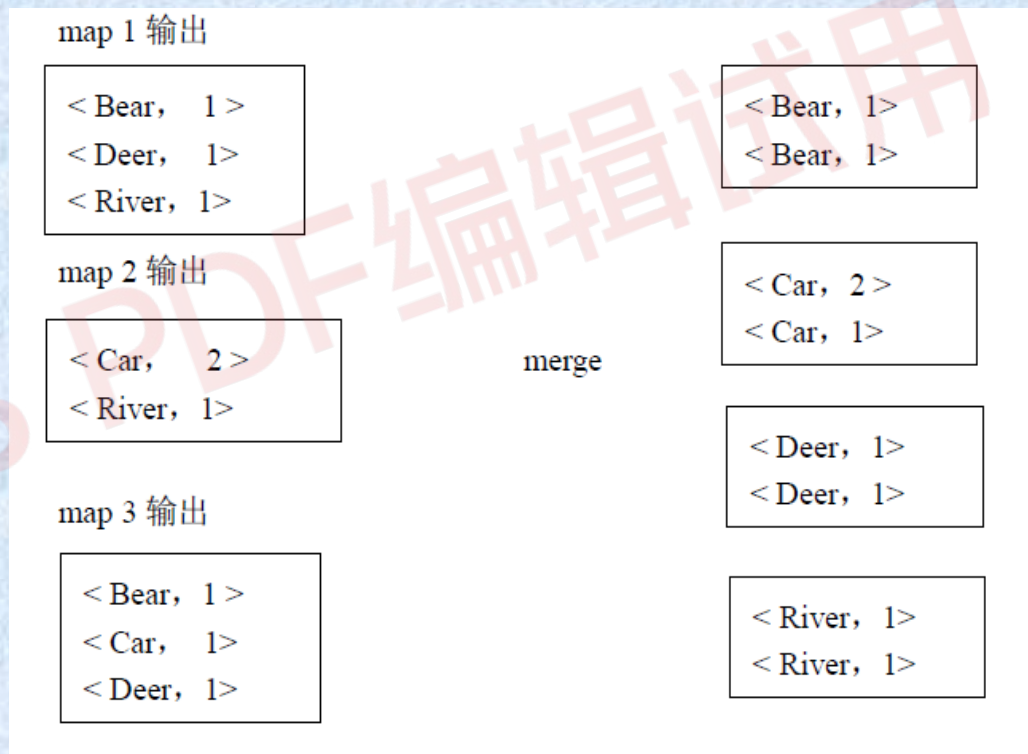 map 1 输出
< Bear， 1 >
< Deer， 1>
< River，1>
map 2 输出
< Car， 2 >
< River，1>
map 3 输出
< Bear，1 >
< Car， 1>
< Deer，1>
merge
< Bear，1>
< Bear，1>
< Car，2 >
< Car，1>
< Deer，1>
< Deer，1>
< River，1>
< River，1>
PDF编辑试用